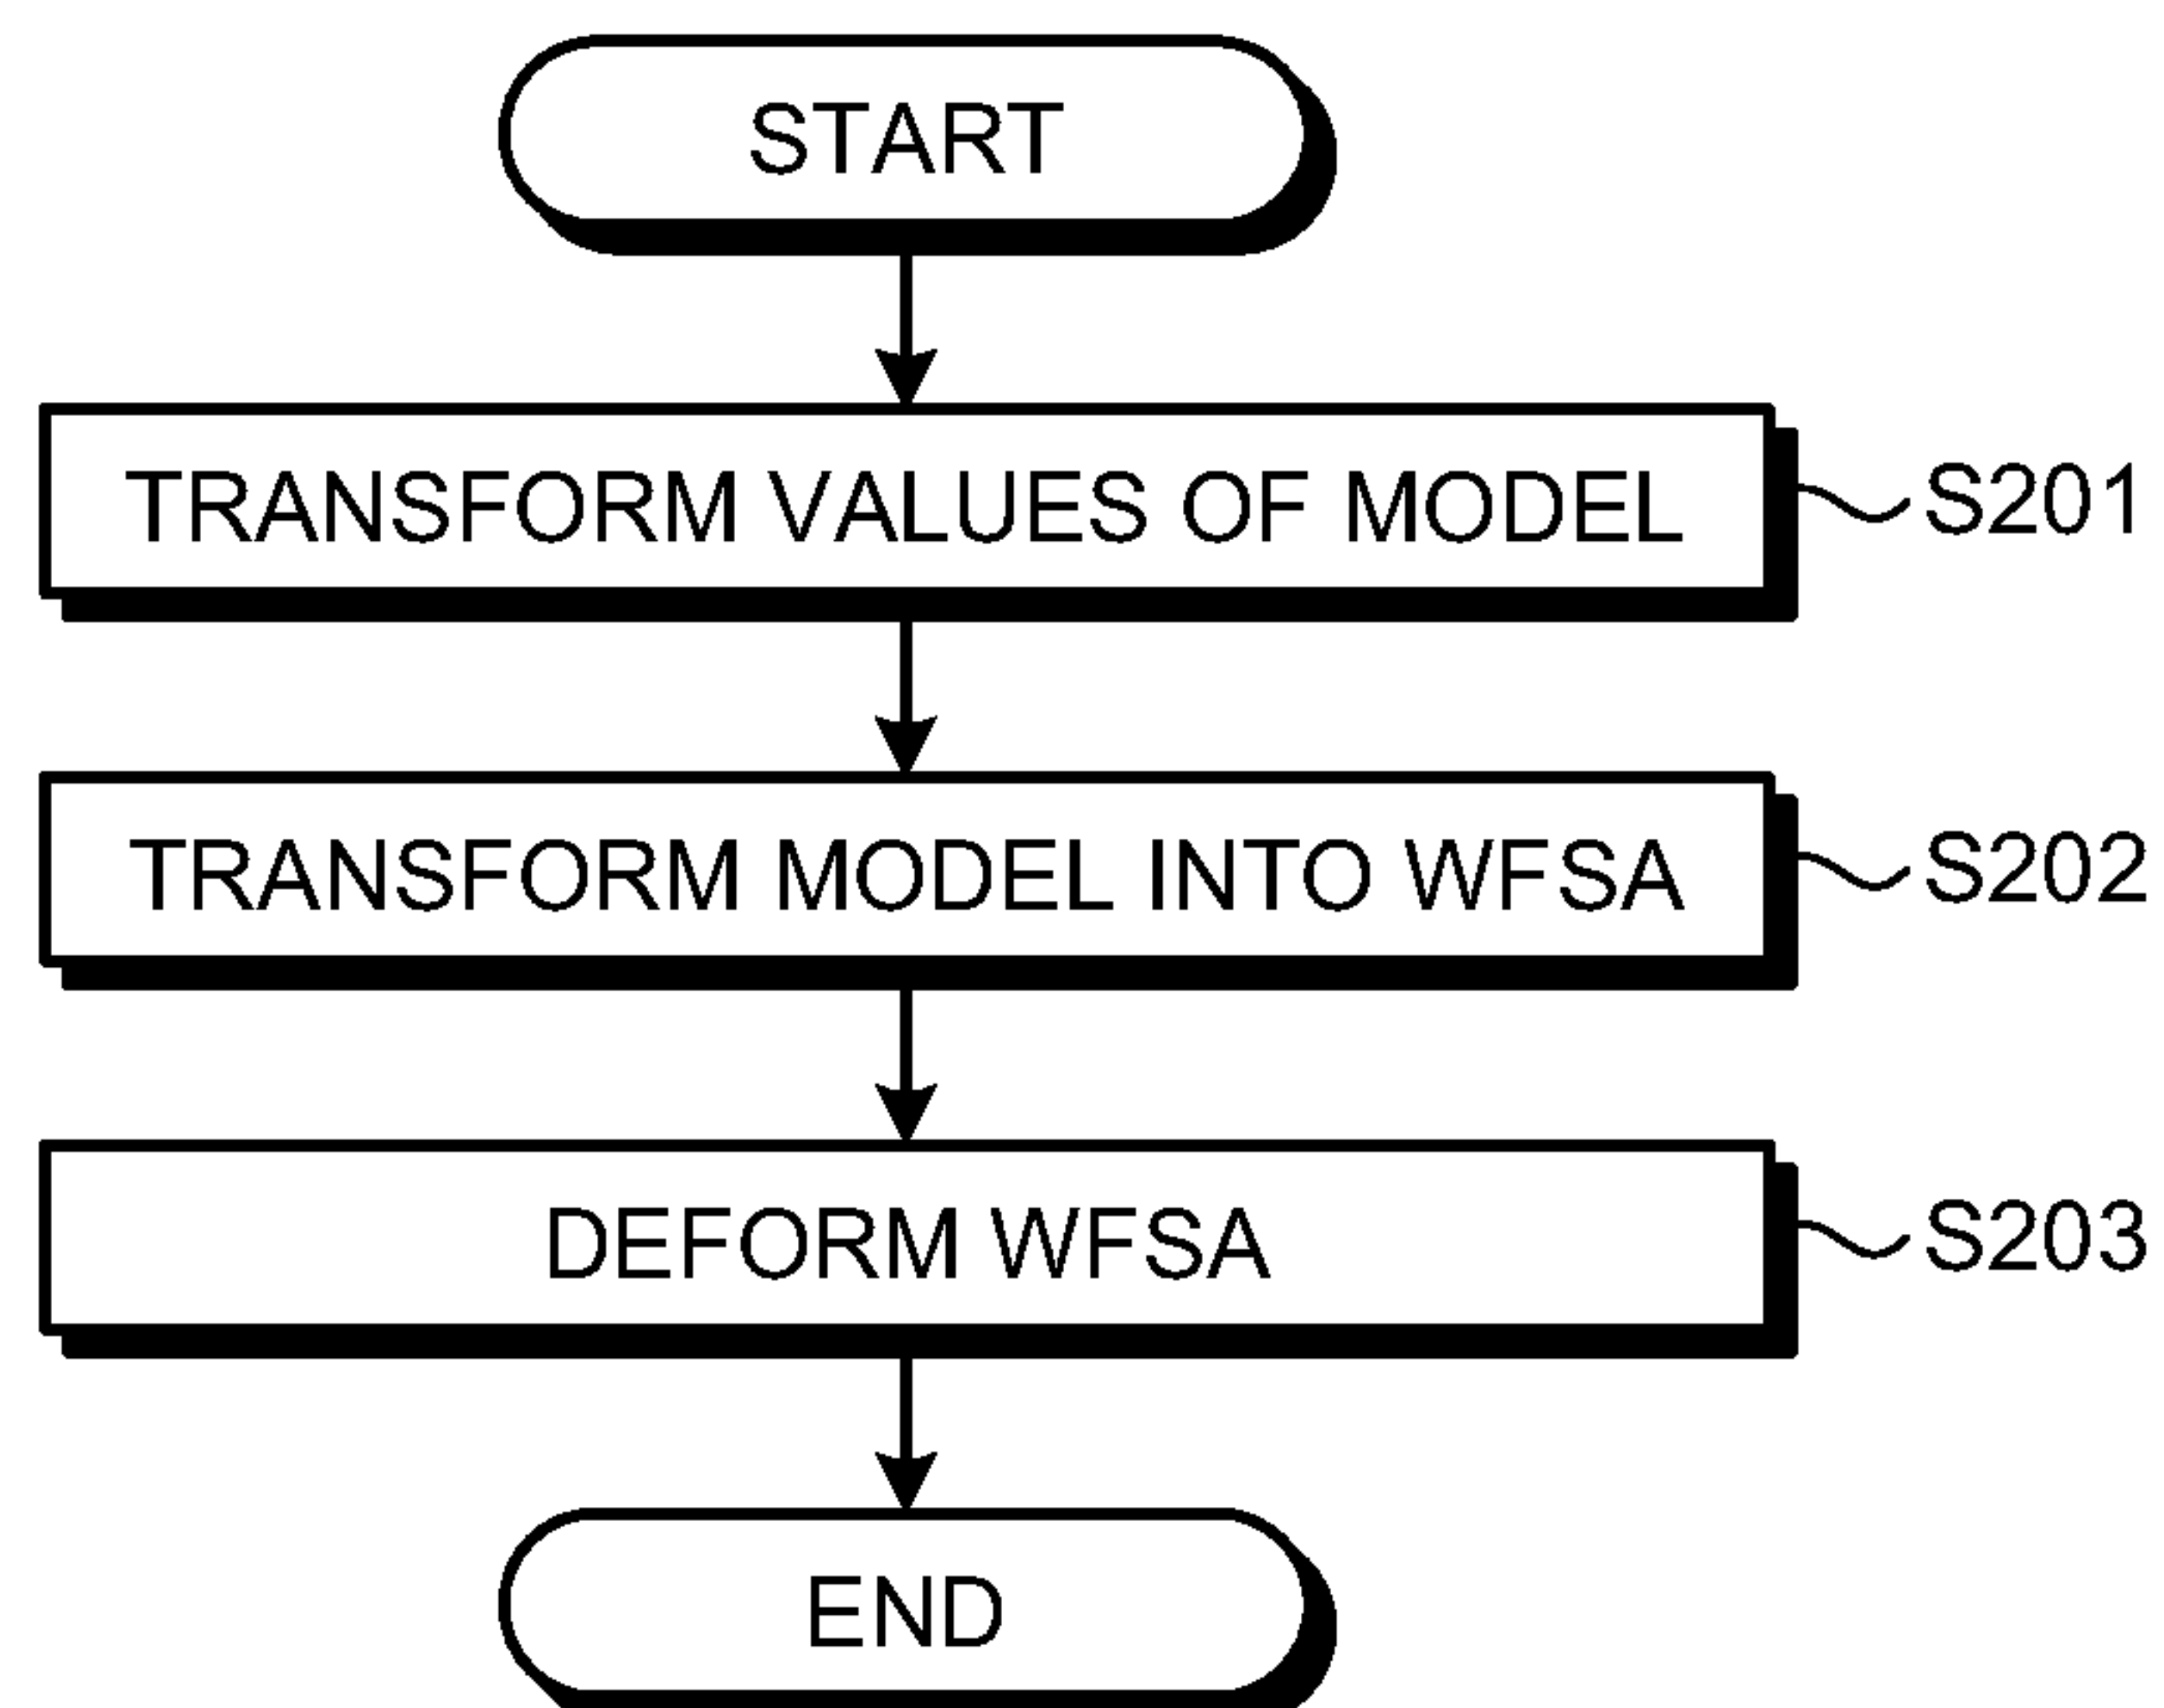 START
TRANSFORM VALUES OF MODEL
S201
TRANSFORM MODEL INTO WFSA
S202
DEFORM WFSA
S203
END